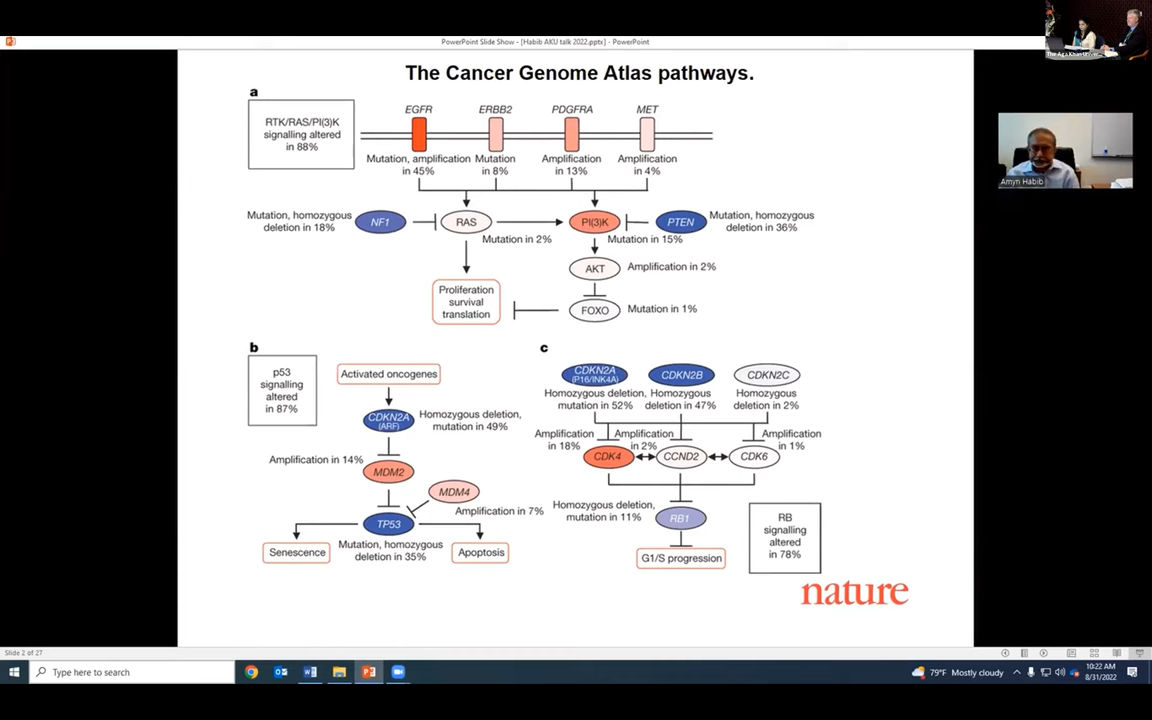 PowerPoint Slide Show - [Habib AKU talk 2022.pptx] - PowerPoint
The Aga Khan Univer
Amyn Habib
The Cancer Genome Atlas pathways.
a
RTK/RAS/PI(3)K
signalling altered
in 88%
EGFR
ERBB2
PDGFRA
MET
Mutation, amplification
in 45%
Mutation
in 8%
Amplification
in 13%
Amplification
in 4%
Mutation, homozygous
deletion in 18%
NF1
RAS
Mutation in 2%
PI(3)K
Mutation in 15%
PTEN
Mutation, homozygous
deletion in 36%
AKT
Amplification in 2%
Proliferation
survival
translation
FOXO
Mutation in 1%
b
p53
signalling
altered
in 87%
Activated oncogenes
CDKN2A
(ARF)
Homozygous deletion,
mutation in 49%
Amplification in 14%
MDM2
MDM4
Amplification in 7%
TP53
Senescence
Mutation, homozygous
deletion in 35%
Apoptosis
c
CDKN2A
(P16/INK4A)
CDKN2B
CDKN2C
Homozygous deletion,
mutation in 52%
Homozygous
deletion in 47%
Homozygous
deletion in 2%
Amplification
in 18%
Amplification
in 2%
Amplification
in 1%
CDK4
CCND2
CDK6
Homozygous deletion,
mutation in 11%
RB1
G1/S progression
RB
signalling
altered
in 78%
nature
Slide 2 of 27
Type here to search
79°F Mostly cloudy
10:22 AM
8/31/2022